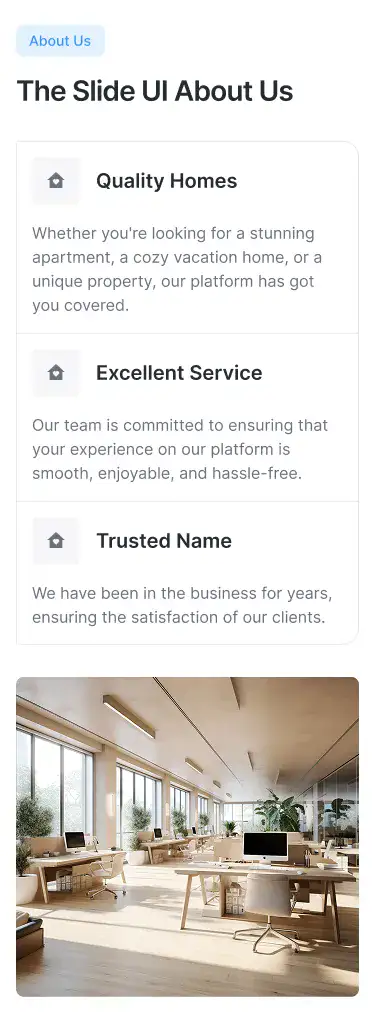 About Us
The Slide UI About Us
Quality Homes
Whether you're looking for a stunning
apartment, a cozy vacation home, or a
unique property, our platform has got
you covered.
Excellent Service
Our team is committed to ensuring that
your experience on our platform is
smooth, enjoyable, and hassle-free.
Trusted Name
We have been in the business for years,
ensuring the satisfaction of our clients.